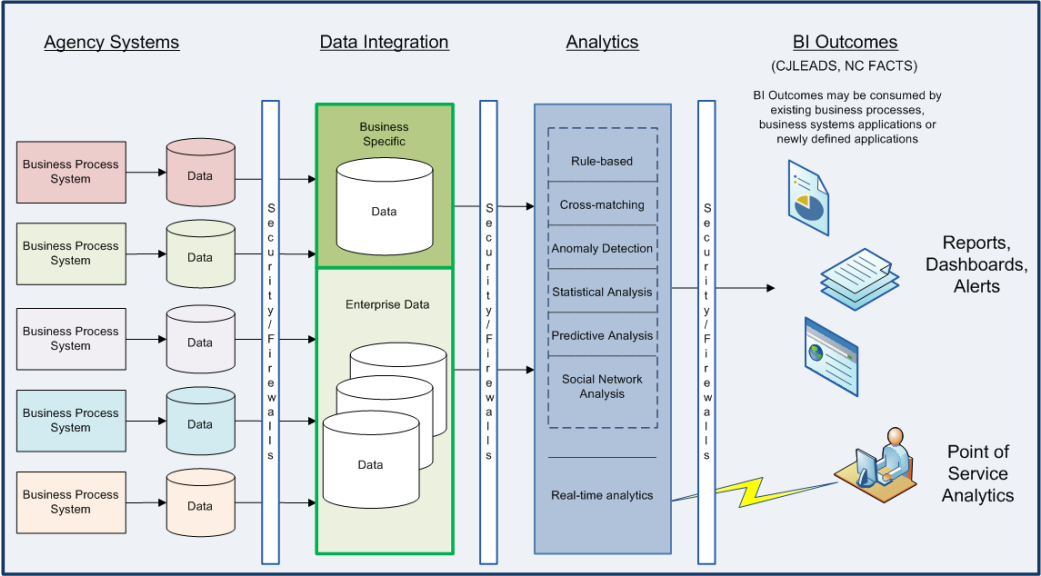 Agency Systems
Data Integration
Analytics
BI Outcomes
(CJLEADS, NC FACTS)
BI Outcomes may be consumed by
existing business processes,
business systems applications or
newly defined applications
Business Process
System
Data
Business Process
System
Data
Business Process
System
Data
Business Process
System
Data
Business Process
System
Data
Security/Firewalls
Business
Specific
Data
Enterprise Data
Data
Security/Firewalls
Rule-based
Cross-matching
Anomaly Detection
Statistical Analysis
Predictive Analysis
Social Network
Analysis
Real-time analytics
Security/Firewalls
Reports,
Dashboards,
Alerts
Point of
Service
Analytics